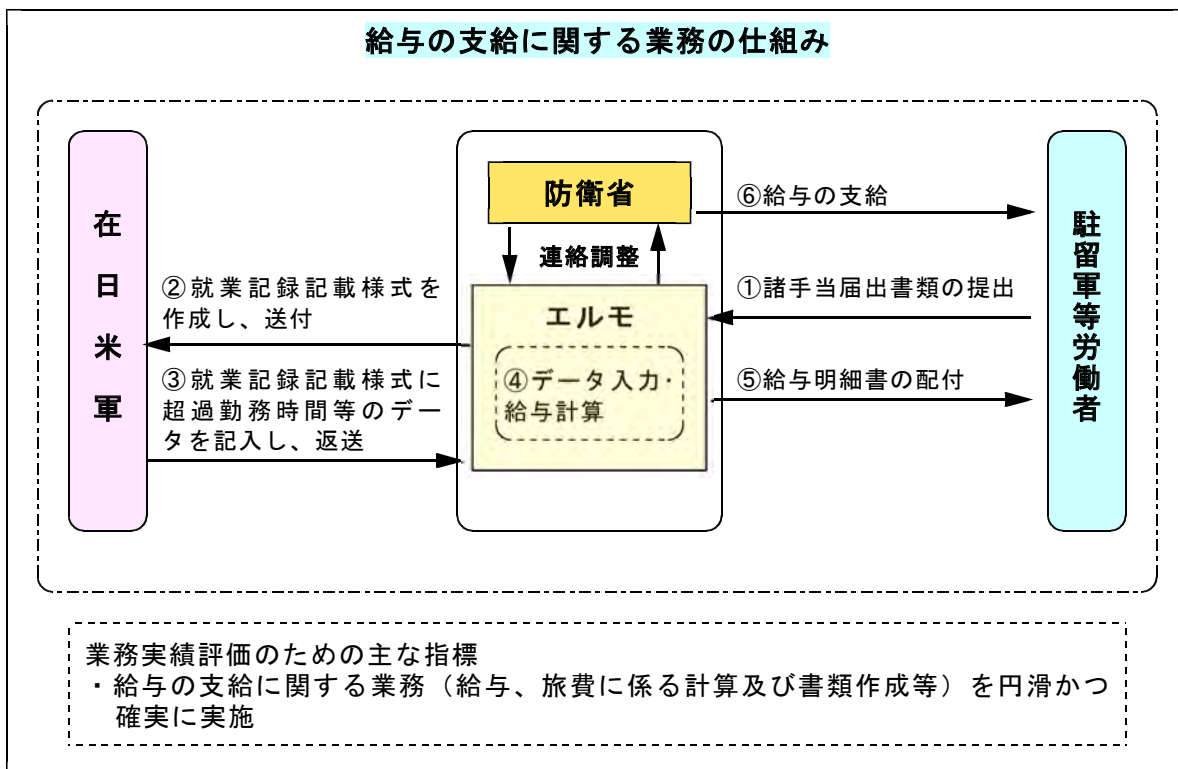 給与の支給に関する業務の仕組み
在日米軍
防衛省
連絡調整
エルモ
④データ入力・
給与計算
②就業記録記載様式を
作成し、送付
③就業記録記載様式に
超過勤務時間等のデー
タを記入し、返送
⑥給与の支給
①諸手当届出書類の提出
⑤給与明細書の配付
駐留軍等労働者
業務実績評価のための主な指標
・給与の支給に関する業務（給与、旅費に係る計算及び書類作成等）を円滑かつ
確実に実施